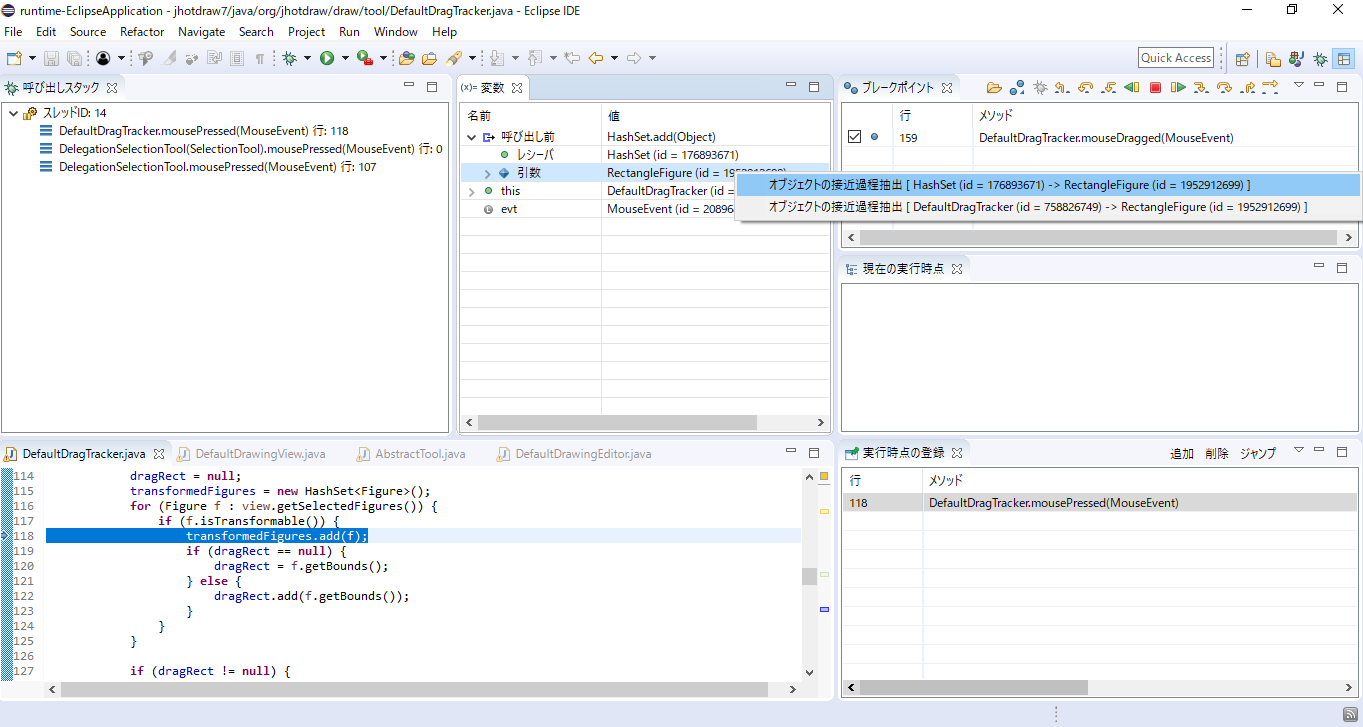 runtime-EclipseApplication - jhotdraw7/java/org/jhotdraw/draw/tool/DefaultDragTracker.java - Eclipse IDE
File Edit Source Refactor Navigate Search Project Run Window Help
Quick Access
呼び出しスタック
スレッドID: 14
DefaultDragTracker.mousePressed(MouseEvent) 行: 118
DelegationSelectionTool(SelectionTool).mousePressed(MouseEvent) 行: 0
DelegationSelectionTool.mousePressed(MouseEvent) 行: 107
(x)= 変数
名前 値
呼び出し前 HashSet.add(Object)
レシーバ HashSet (id = 176893671)
引数 RectangleFigure (id = 1952912699)
this DefaultDragTracker (id =
evt MouseEvent (id = 20896
オブジェクトの接近過程抽出 [ HashSet (id = 176893671) -> RectangleFigure (id = 1952912699) ]
オブジェクトの接近過程抽出 [ DefaultDragTracker (id = 758826749) -> RectangleFigure (id = 1952912699) ]
ブレークポイント
行 メソッド
159 DefaultDragTracker.mouseDragged(MouseEvent)
現在の実行時点
DefaultDragTracker.java DefaultDrawingView.java AbstractTool.java DefaultDrawingEditor.java
114 dragRect = null;
115 transformedFigures = new HashSet<Figure>();
116 for (Figure f : view.getSelectedFigures()) {
117 if (f.isTransformable()) {
118 transformedFigures.add(f);
119 if (dragRect == null) {
120 dragRect = f.getBounds();
121 } else {
122 dragRect.add(f.getBounds());
123 }
124 }
125 }
126
127 if (dragRect != null) {
実行時点の登録 追加 削除 ジャンプ
行 メソッド
118 DefaultDragTracker.mousePressed(MouseEvent)